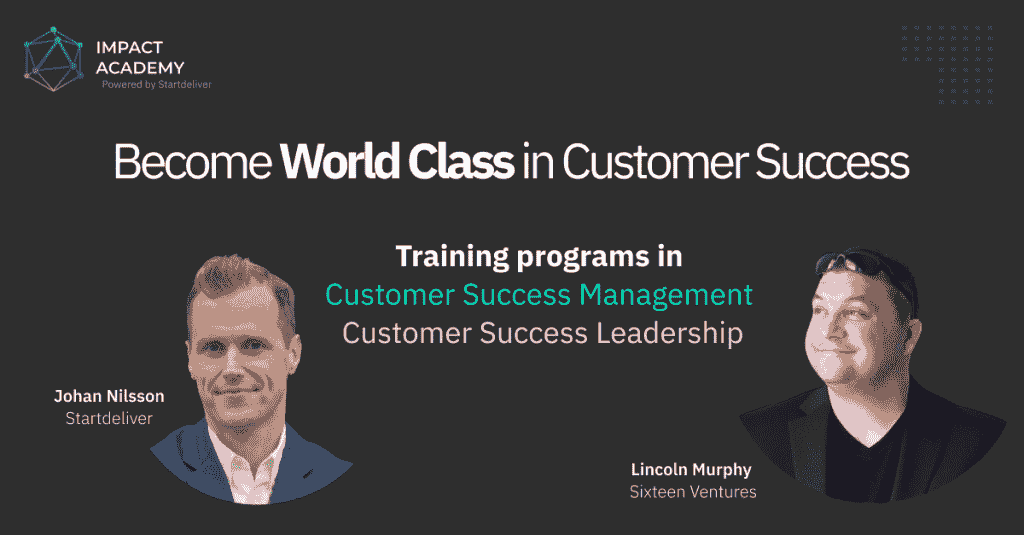 IMPACT
ACADEMY
Powered by Startdeliver
Become World Class in Customer Success
Training programs in
Customer Success Management
Customer Success Leadership
Johan Nilsson
Startdeliver
Lincoln Murphy
Sixteen Ventures